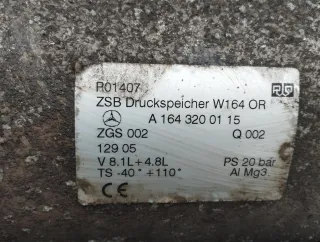 R01407
ZSB Druckspeicher W164 OR
A 164 320 01 15
ZGS 002 Q 002
129 05
V 8.1L+4.8L PS 20 bar
TS -40° +110° Al Mg3.
CE